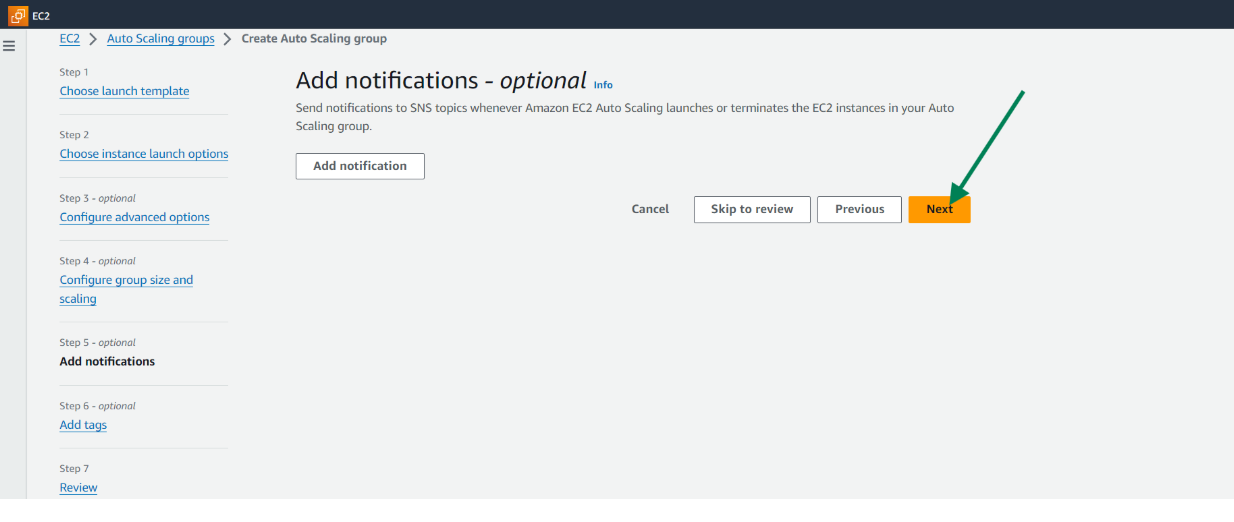 EC2
EC2 > Auto Scaling groups > Create Auto Scaling group
Step 1
Choose launch template
Step 2
Choose instance launch options
Step 3 - optional
Configure advanced options
Step 4 - optional
Configure group size and
scaling
Step 5 - optional
Add notifications
Step 6 - optional
Add tags
Step 7
Review
Add notifications - optional Info
Send notifications to SNS topics whenever Amazon EC2 Auto Scaling launches or terminates the EC2 instances in your Auto
Scaling group.
Add notification
Cancel Skip to review Previous Next